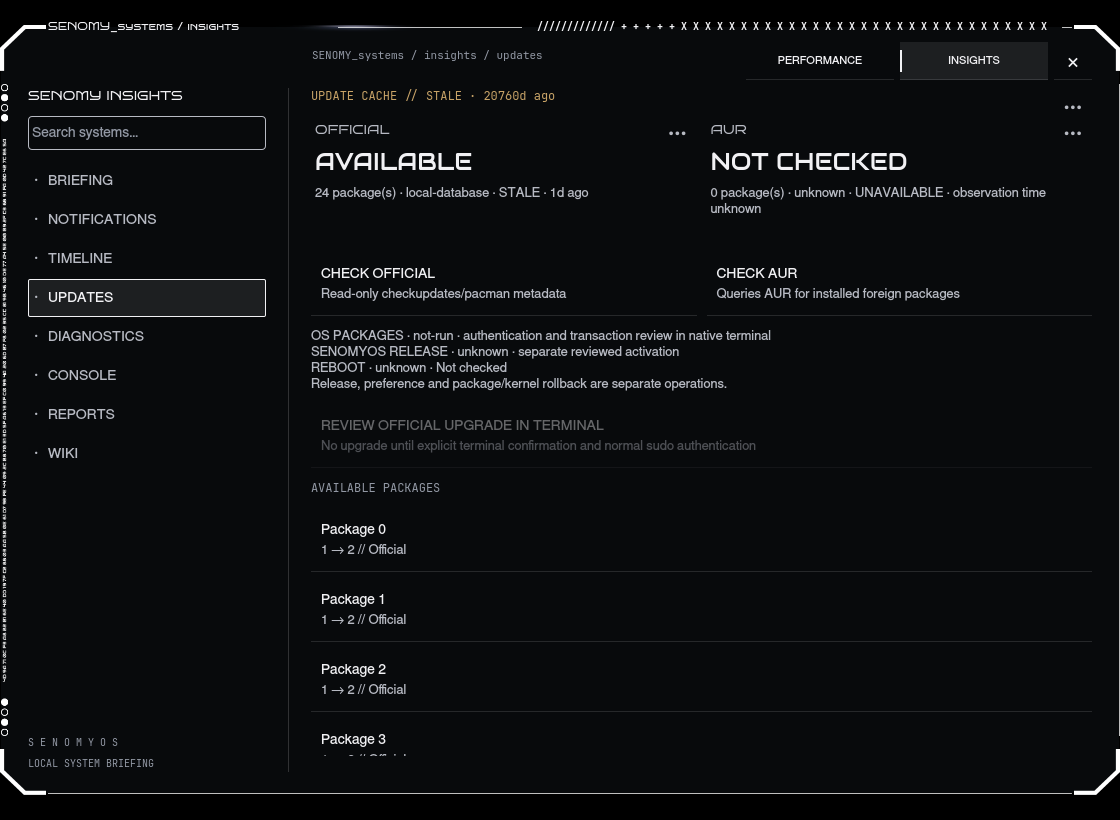 SENOMY_systems / INSIGHTS
///////////// + + + + + X X X X X X X X X X X X X X X X X X X X X X X X X X X X X X X
SENOMY_systems / insights / updates
PERFORMANCE
INSIGHTS
×
SENOMY INSIGHTS
Search systems...
· BRIEFING
· NOTIFICATIONS
· TIMELINE
· UPDATES
· DIAGNOSTICS
· CONSOLE
· REPORTS
· WIKI
SENOMYOS
LOCAL SYSTEM BRIEFING
UPDATE CACHE // STALE · 20760d ago
OFFICIAL
AVAILABLE
24 package(s) · local-database · STALE · 1d ago
AUR
NOT CHECKED
0 package(s) · unknown · UNAVAILABLE · observation time
unknown
CHECK OFFICIAL
Read-only checkupdates/pacman metadata
CHECK AUR
Queries AUR for installed foreign packages
OS PACKAGES · not-run · authentication and transaction review in native terminal
SENOMYOS RELEASE · unknown · separate reviewed activation
REBOOT · unknown · Not checked
Release, preference and package/kernel rollback are separate operations.
REVIEW OFFICIAL UPGRADE IN TERMINAL
No upgrade until explicit terminal confirmation and normal sudo authentication
AVAILABLE PACKAGES
Package 0
1 → 2 // Official
Package 1
1 → 2 // Official
Package 2
1 → 2 // Official
Package 3